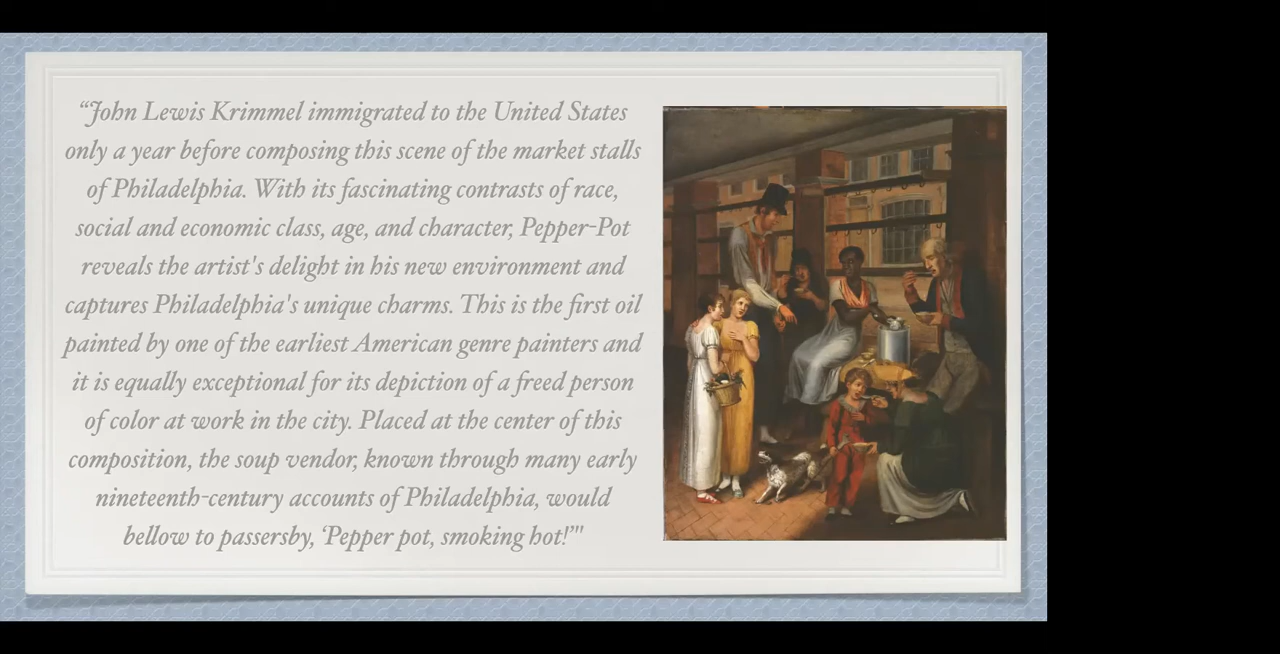 “John Lewis Krimmel immigrated to the United States
only a year before composing this scene of the market stalls
of Philadelphia. With its fascinating contrasts of race,
social and economic class, age, and character, Pepper-Pot
reveals the artist's delight in his new environment and
captures Philadelphia's unique charms. This is the first oil
painted by one of the earliest American genre painters and
it is equally exceptional for its depiction of a freed person
of color at work in the city. Placed at the center of this
composition, the soup vendor, known through many early
nineteenth-century accounts of Philadelphia, would
bellow to passersby, ‘Pepper pot, smoking hot!’"